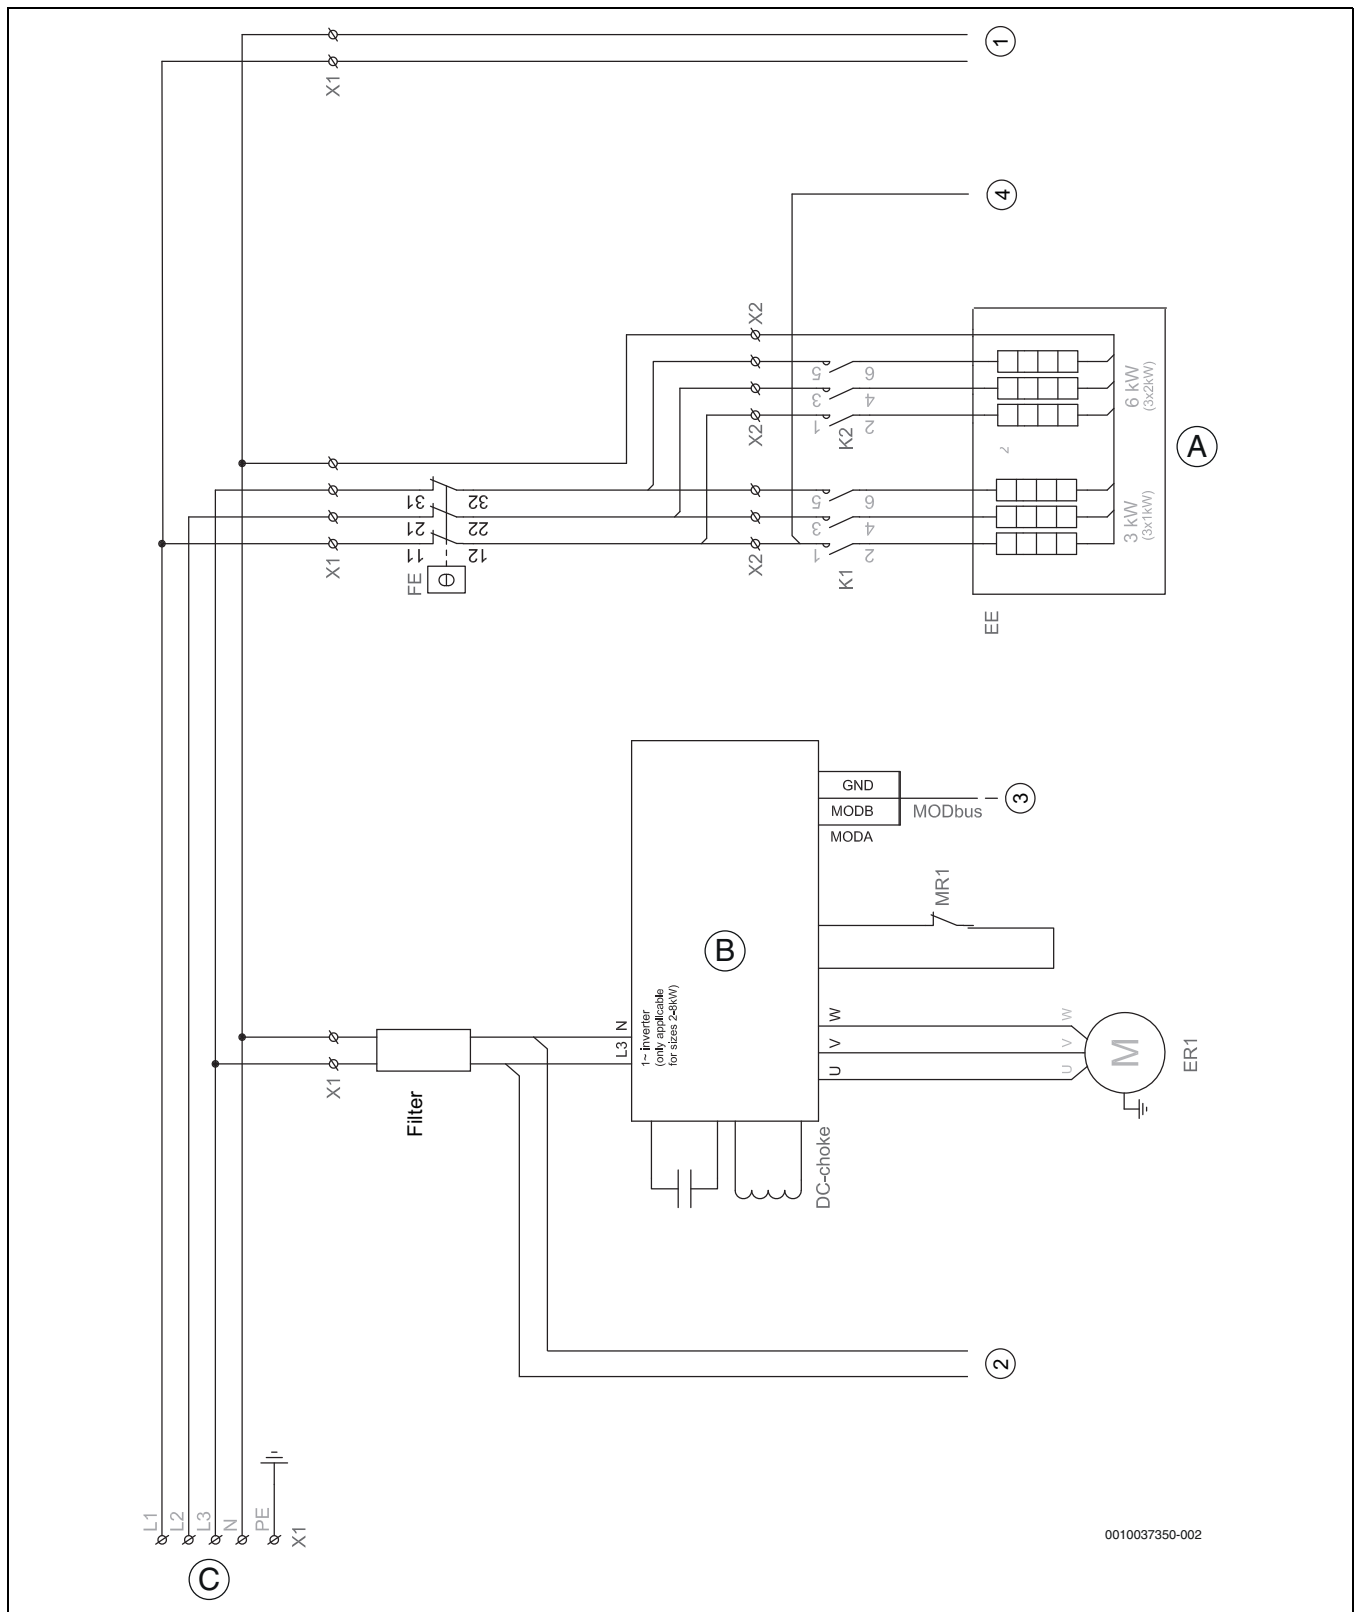 X1
1
4
X2
5
6
3
4
1
2
X2
K2
6 kW
(3x2kW)
2
A
31
32
21
22
11
12
X1
FE
Θ
5
6
3
4
1
2
X2
K1
3 kW
(3x1kW)
EE
GND
MODB
MODA
MODbus
3
MR1
B
1~ inverter
(only applicable
for sizes 2-8kW)
N
L3
X1
Filter
W
V
U
W
V
U
M
ER1
DC-choke
2
L1
L2
L3
N
PE
X1
C
0010037350-002